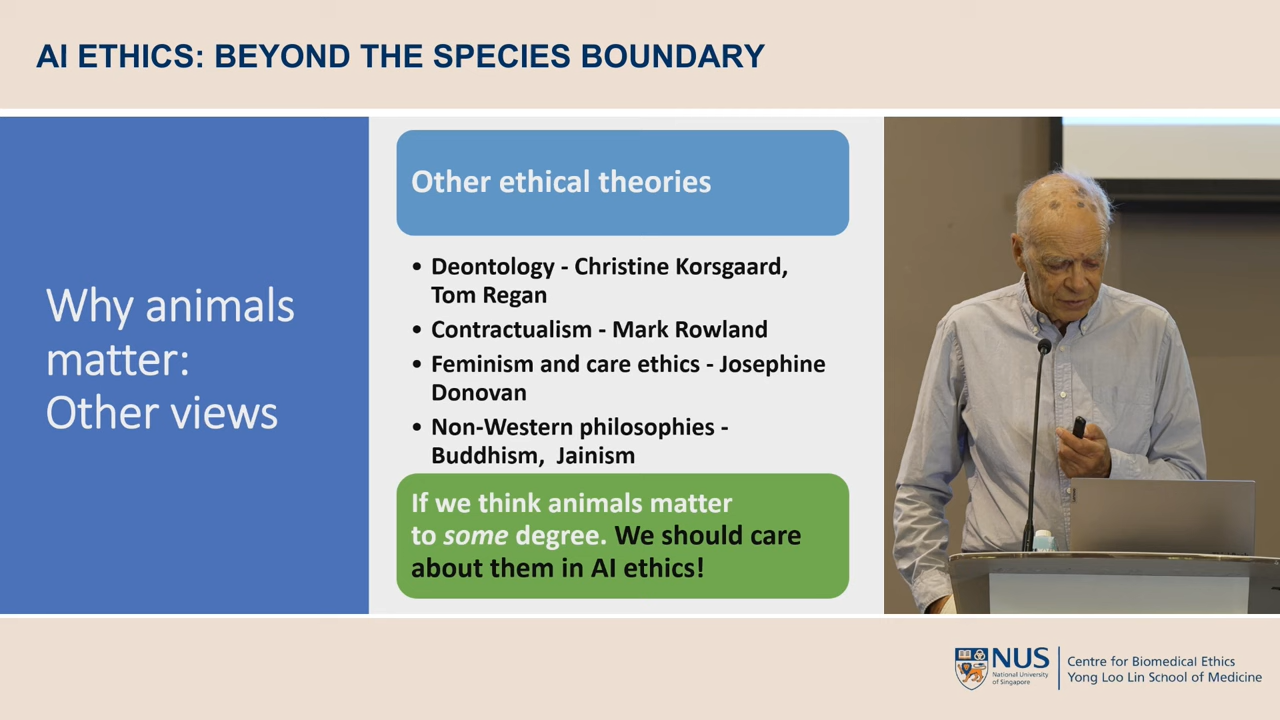 AI ETHICS: BEYOND THE SPECIES BOUNDARY
Why animals
matter:
Other views
Other ethical theories
• Deontology - Christine Korsgaard,
Tom Regan
• Contractualism - Mark Rowland
• Feminism and care ethics - Josephine
Donovan
• Non-Western philosophies -
Buddhism, Jainism
If we think animals matter
to some degree. We should care
about them in AI ethics!
NUS
National University
of Singapore
Centre for Biomedical Ethics
Yong Loo Lin School of Medicine